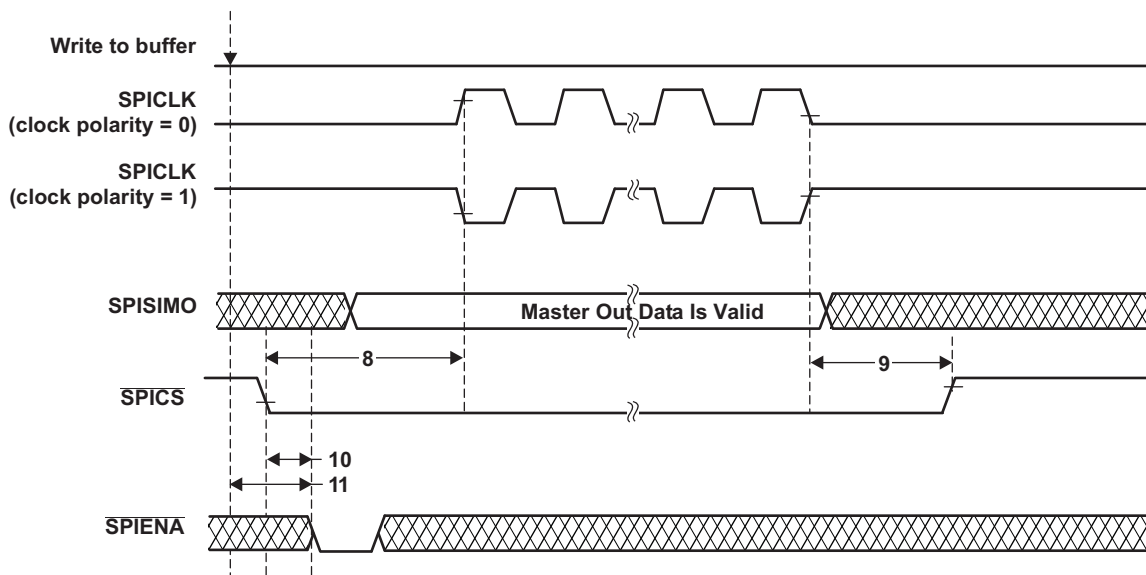 Write to buffer
SPICLK
(clock polarity = 0)
SPICLK
(clock polarity = 1)
SPISIMO
Master Out Data Is Valid
8
9
SPICS
10
11
SPIENA